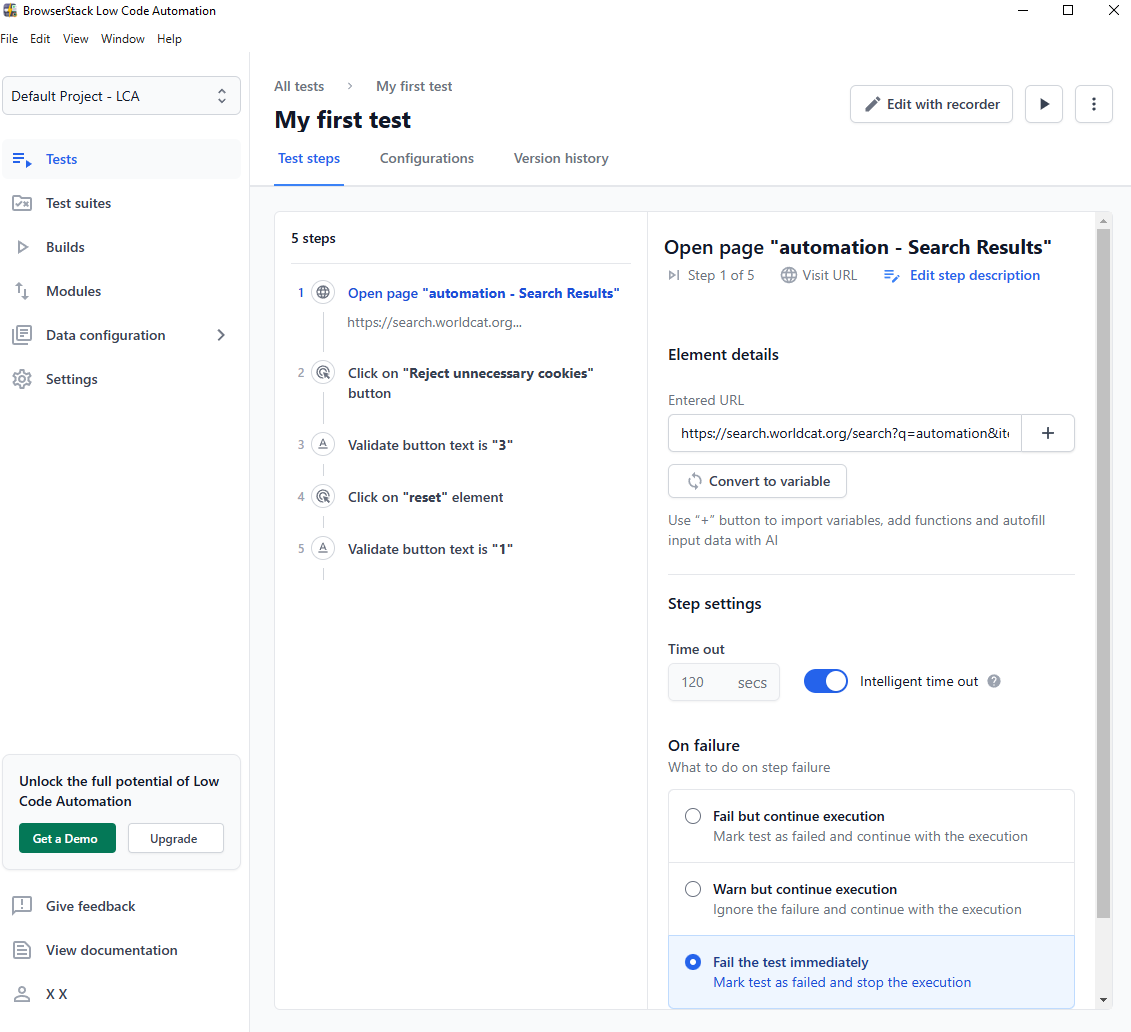 BrowserStack Low Code Automation
File Edit View Window Help
Default Project - LCA
Tests
Test suites
Builds
Modules
Data configuration
Settings
Unlock the full potential of Low
Code Automation
Get a Demo Upgrade
Give feedback
View documentation
X X
All tests > My first test
My first test
Edit with recorder
Test steps Configurations Version history
5 steps
1 Open page "automation - Search Results"
https://search.worldcat.org...
2 Click on "Reject unnecessary cookies"
button
3 Validate button text is "3"
4 Click on "reset" element
5 Validate button text is "1"
Open page "automation - Search Results"
Step 1 of 5 Visit URL Edit step description
Element details
Entered URL
https://search.worldcat.org/search?q=automation&ite
Convert to variable
Use “+” button to import variables, add functions and autofill
input data with AI
Step settings
Time out
120 secs Intelligent time out
On failure
What to do on step failure
Fail but continue execution
Mark test as failed and continue with the execution
Warn but continue execution
Ignore the failure and continue with the execution
Fail the test immediately
Mark test as failed and stop the execution